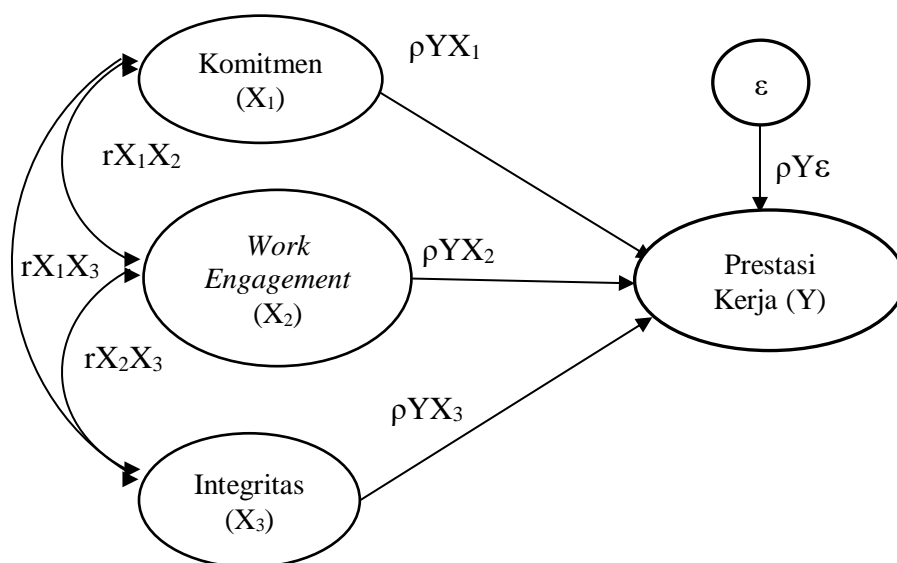 Komitmen
(X₁)
ρYX₁
ε
rX₁X₂
ρYε
Work
Engagement
(X₂)
ρYX₂
Prestasi
Kerja (Y)
rX₁X₃
rX₂X₃
ρYX₃
Integritas
(X₃)